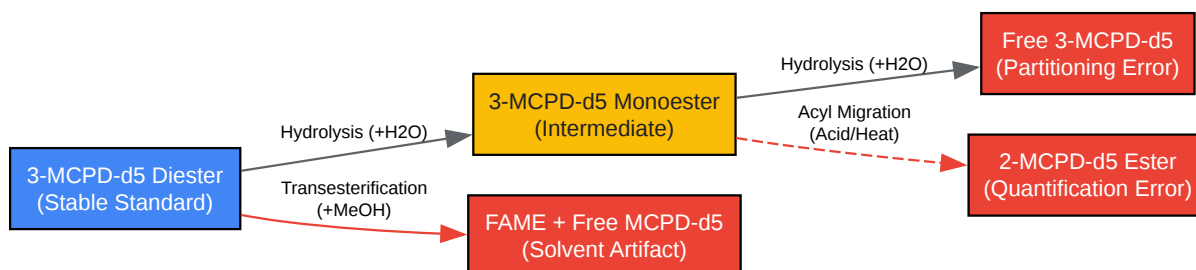 3-MCPD-d5 Diester
(Stable Standard)
Hydrolysis (+H2O)
Transesterification
(+MeOH)
3-MCPD-d5 Monoester
(Intermediate)
FAME + Free MCPD-d5
(Solvent Artifact)
Hydrolysis (+H2O)
Acyl Migration
(Acid/Heat)
Free 3-MCPD-d5
(Partitioning Error)
2-MCPD-d5 Ester
(Quantification Error)